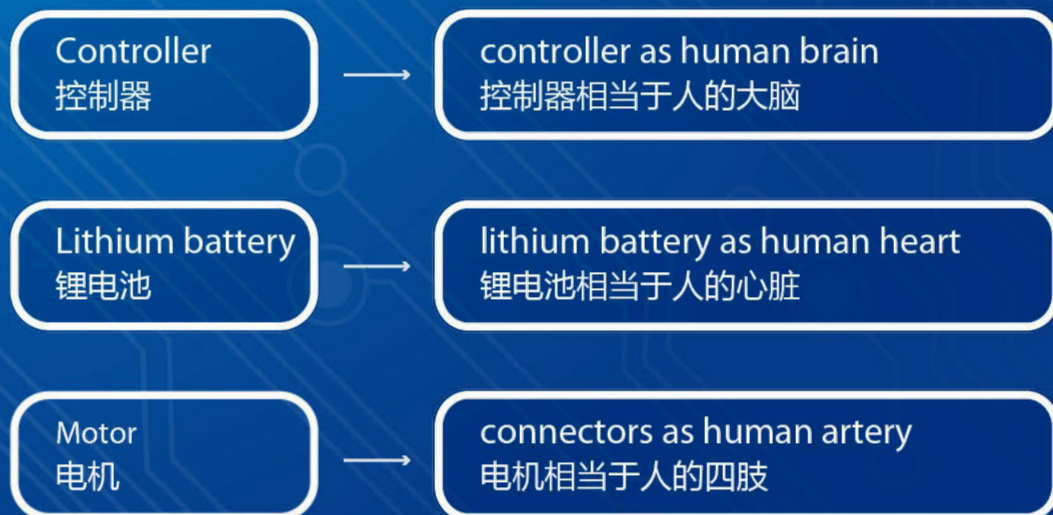 Controller
控制器
controller as human brain
控制器相当于人的大脑
Lithium battery
锂电池
lithium battery as human heart
锂电池相当于人的心脏
Motor
电机
connectors as human artery
电机相当于人的四肢